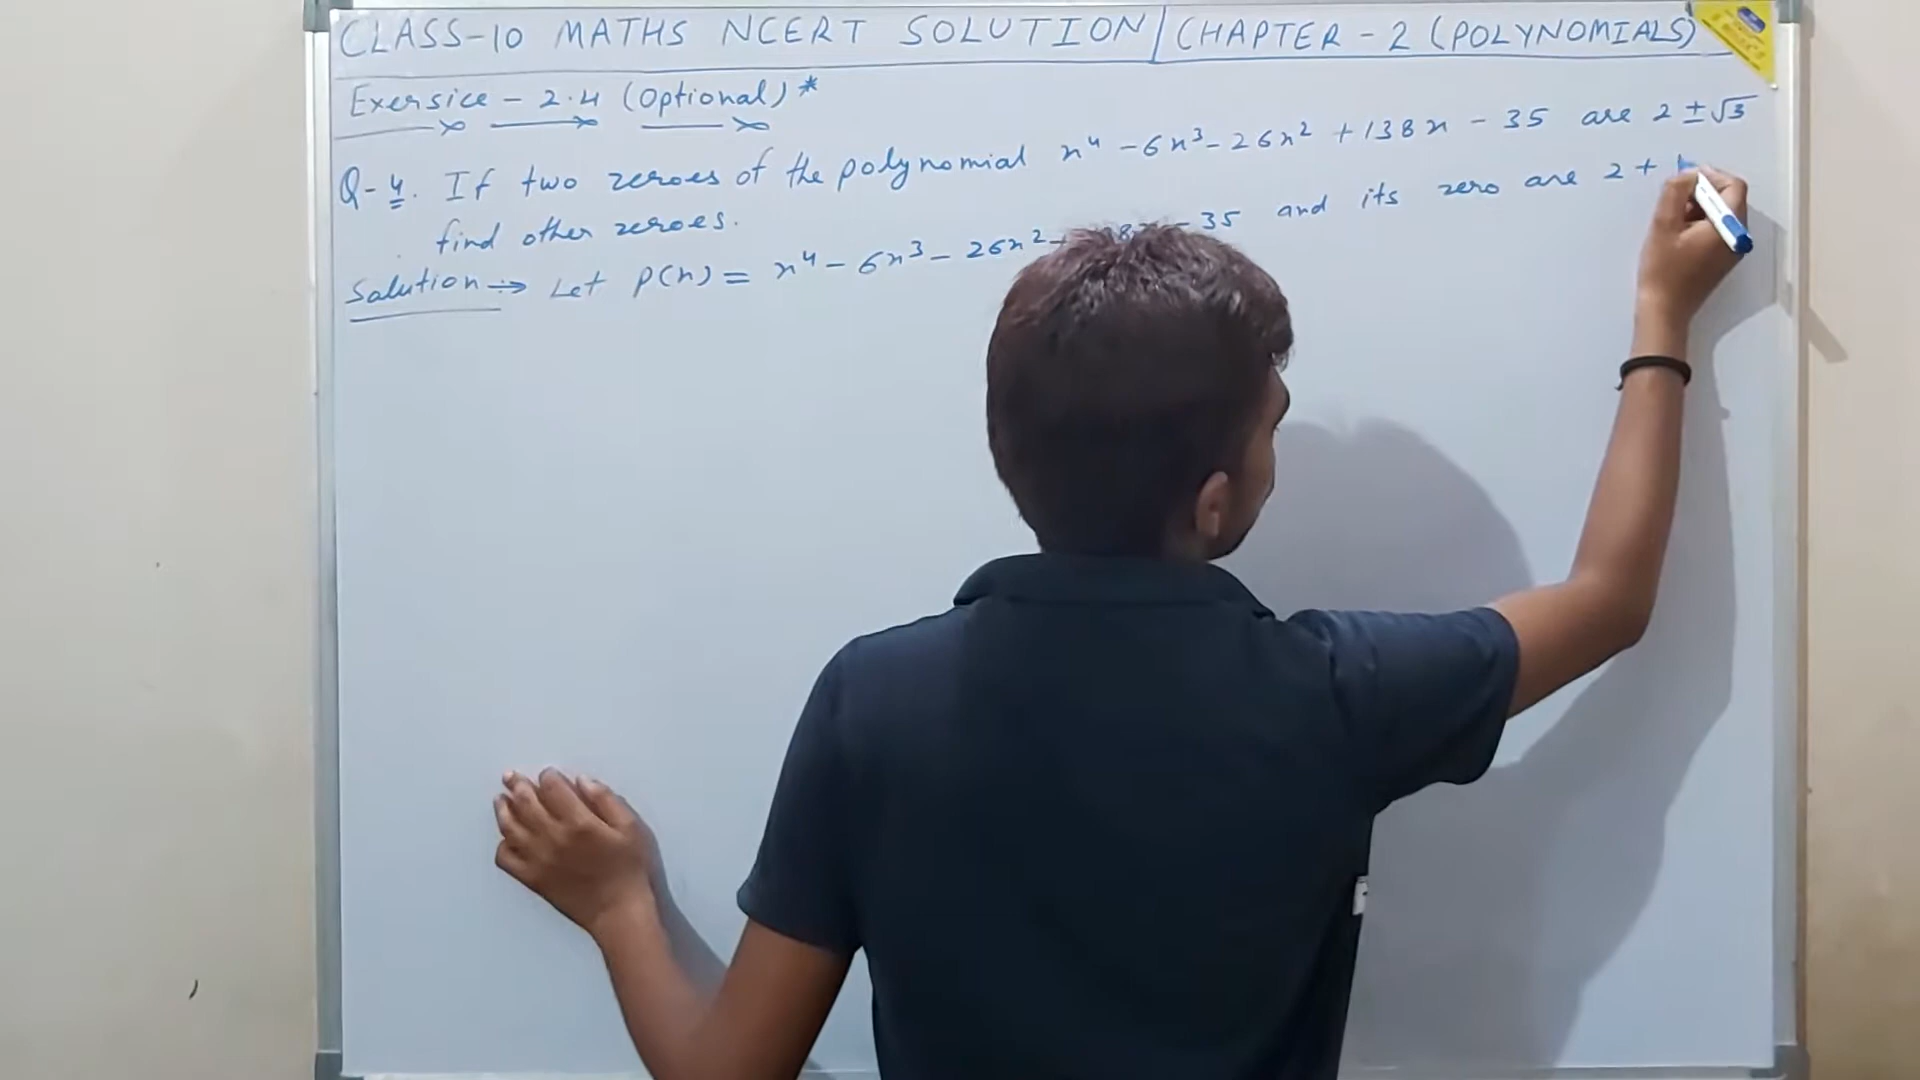 CLASS-10 MATHS NCERT SOLUTION | CHAPTER - 2 (POLYNOMIALS)
Exersice - 2.4 (Optional)*
Q-4. If two zeroes of the polynomial x⁴ - 6x³ - 26x² + 138x - 35 are 2 ± √3
find other zeroes.
Solution → Let P(x) = x⁴ - 6x³ - 26x² - 35 and its zero are 2 +